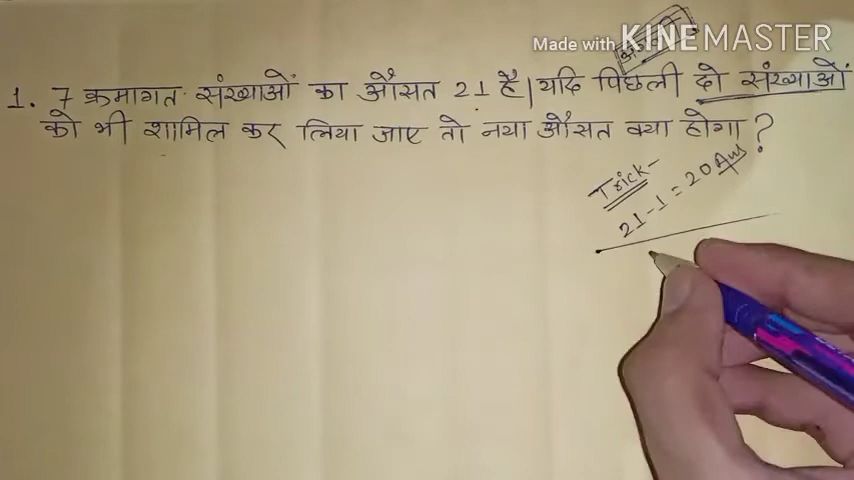 Made with KINEMASTER
1. 7 क्रमागत संख्याओं का औसत 21 है। यदि पिछली दो संख्याओं
को भी शामिल कर लिया जाए तो नया औसत क्या होगा ?
Trick-
21-1 = 20 Ans